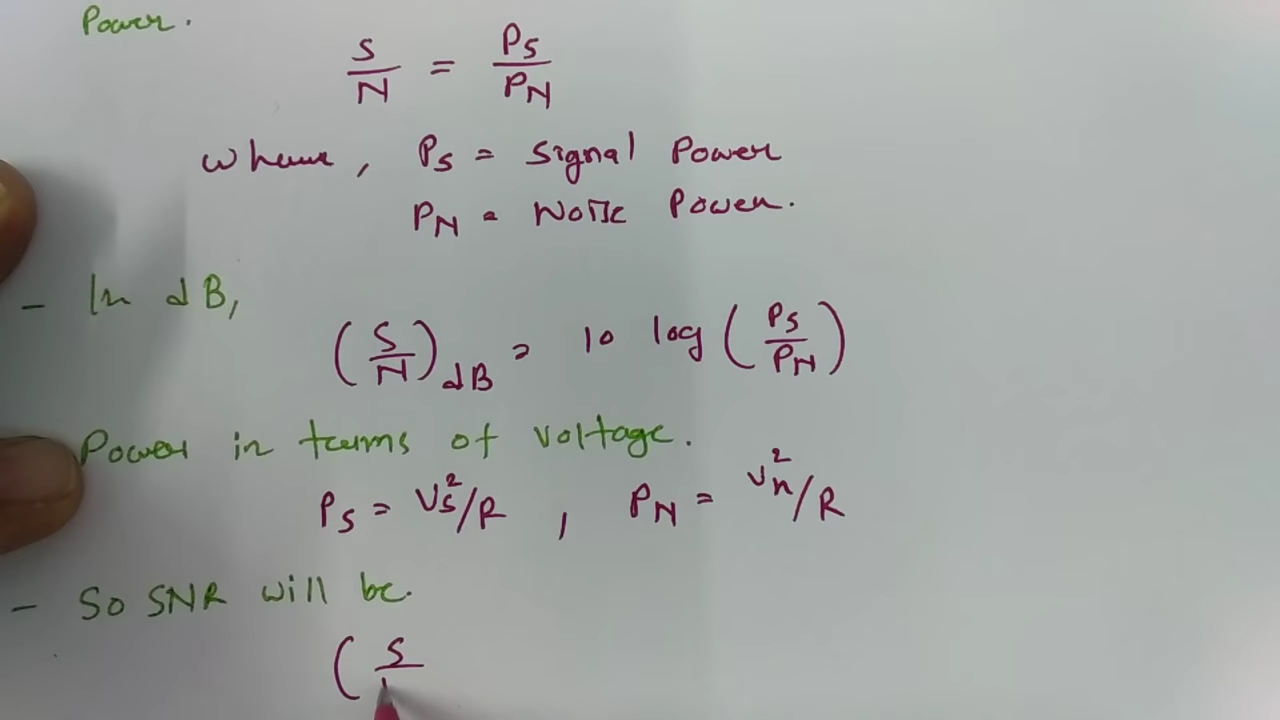 Power.
S/N = PS/PN
where, PS = Signal Power
PN = Noise Power.
- In dB,
(S/N)dB = 10 log (PS/PN)
Power in terms of voltage.
PS = VS²/R , PN = Vn²/R
- So SNR will be.
( S